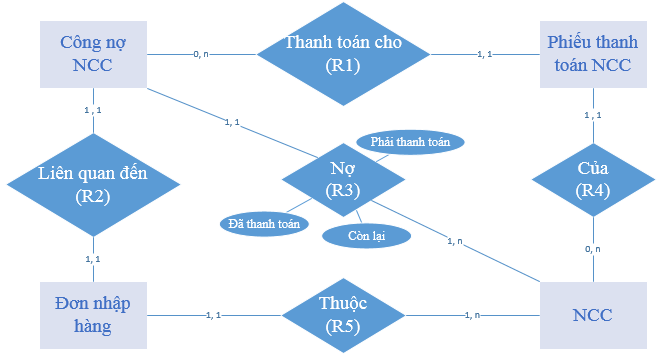 Công nợ
NCC
0, n
Thanh toán cho
(R1)
1, 1
Phiếu thanh
toán NCC
1, 1
1, 1
1, 1
Phải thanh toán
Liên quan đến
(R2)
Nợ
(R3)
Của
(R4)
Đã thanh toán
Còn lại
1, n
0, n
1, 1
Đơn nhập
hàng
1, 1
Thuộc
(R5)
1, n
NCC